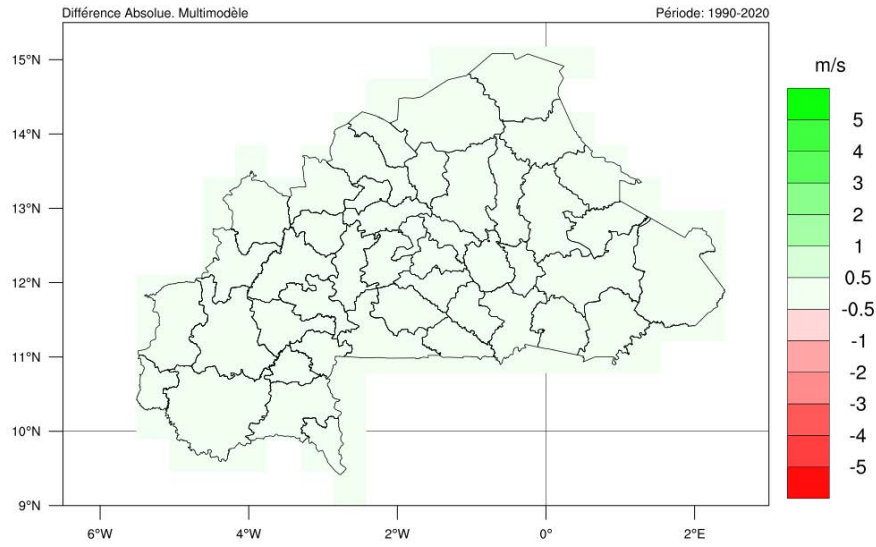 Différence Absolue. Multimodèle
Période: 1990-2020
m/s
15°N
14°N
13°N
12°N
11°N
10°N
9°N
6°W
4°W
2°W
0°
2°E
5
4
3
2
1
0.5
-0.5
-1
-2
-3
-4
-5